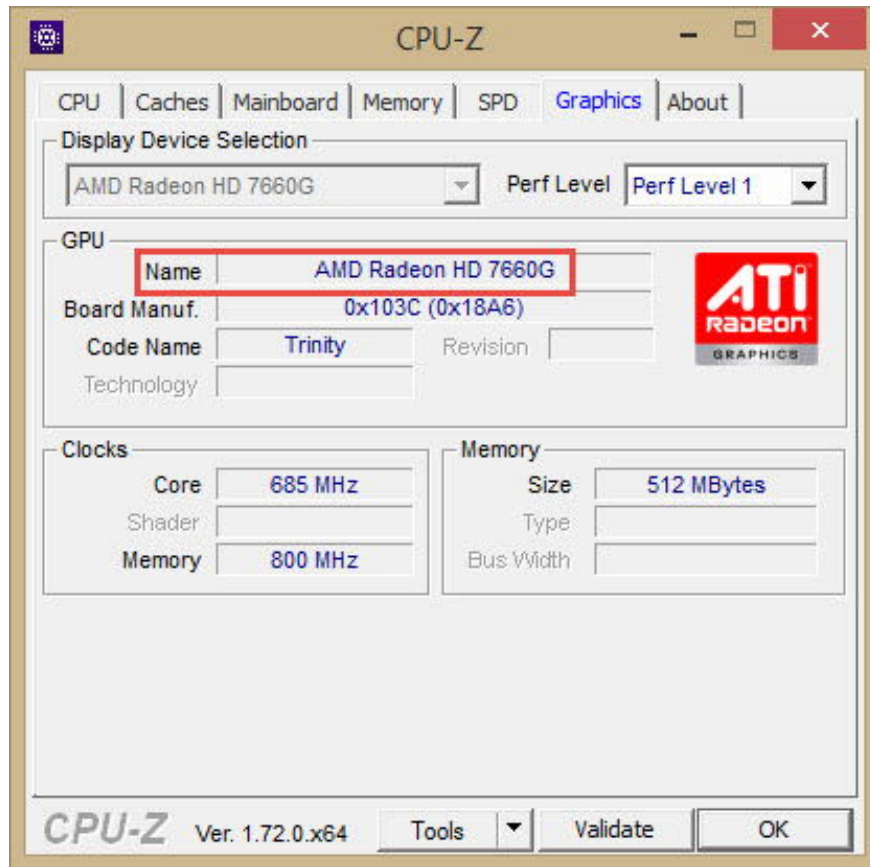 CPU-Z
CPU Caches Mainboard Memory SPD Graphics About
Display Device Selection
AMD Radeon HD 7660G Perf Level Perf Level 1
GPU
Name AMD Radeon HD 7660G
Board Manuf. 0x103C (0x18A6)
Code Name Trinity Revision
Technology
ATI
RADEON
GRAPHICS
Clocks
Core 685 MHz
Shader
Memory 800 MHz
Memory
Size 512 MBytes
Type
Bus Width
CPU-Z Ver. 1.72.0.x64 Tools Validate OK